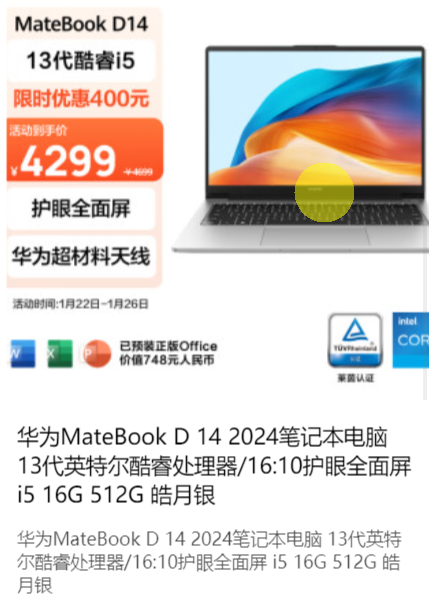 MateBook D14
13代酷睿i5
限时优惠400元
活动到手价
¥4299 ¥4699
护眼全面屏
华为超材料天线
活动时间:1月22日-1月26日
W X P 已预装正版Office
价值748元人民币
TÜVRheinland
莱茵认证
intel
COR
华为MateBook D 14 2024笔记本电脑
13代英特尔酷睿处理器/16:10护眼全面屏
i5 16G 512G 皓月银
华为MateBook D 14 2024笔记本电脑 13代英特
尔酷睿处理器/16:10护眼全面屏 i5 16G 512G 皓
月银